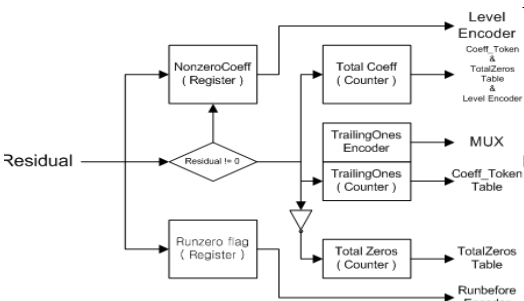 Level
Encoder
Coeff_Token
&
TotalZeros
Table
&
Level Encoder
NonzeroCoeff
( Register )
Total Coeff
( Counter )
TrailingOnes
Encoder
MUX
Residual
Residual != 0
TrailingOnes
( Counter )
Coeff_Token
Table
Runzero flag
( Register )
Total Zeros
( Counter )
TotalZeros
Table
Runbefore
Encoder